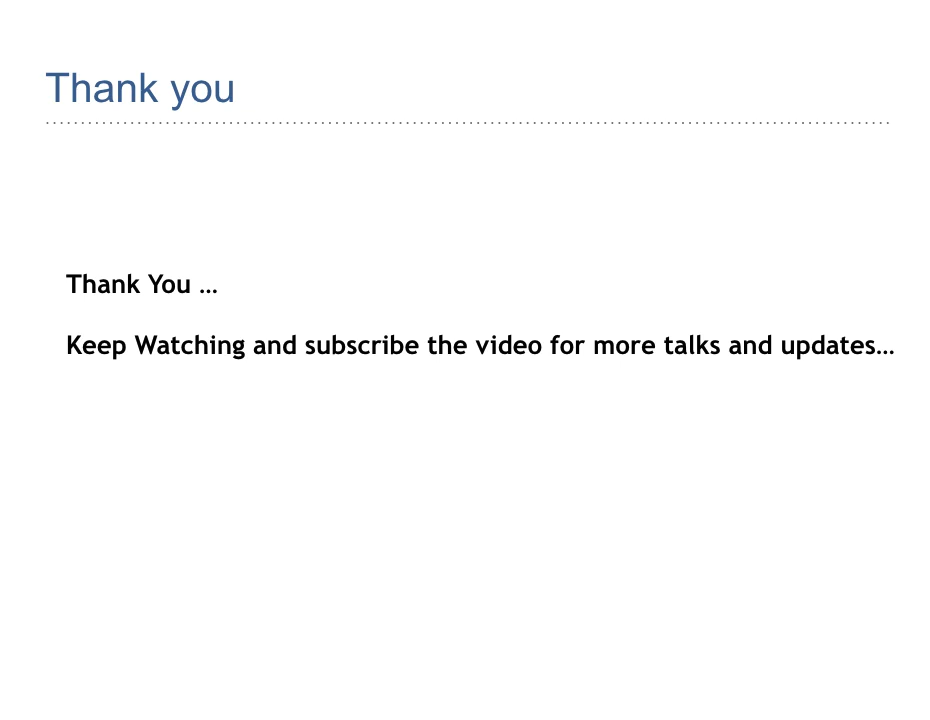 Thank you
Thank You …
Keep Watching and subscribe the video for more talks and updates…